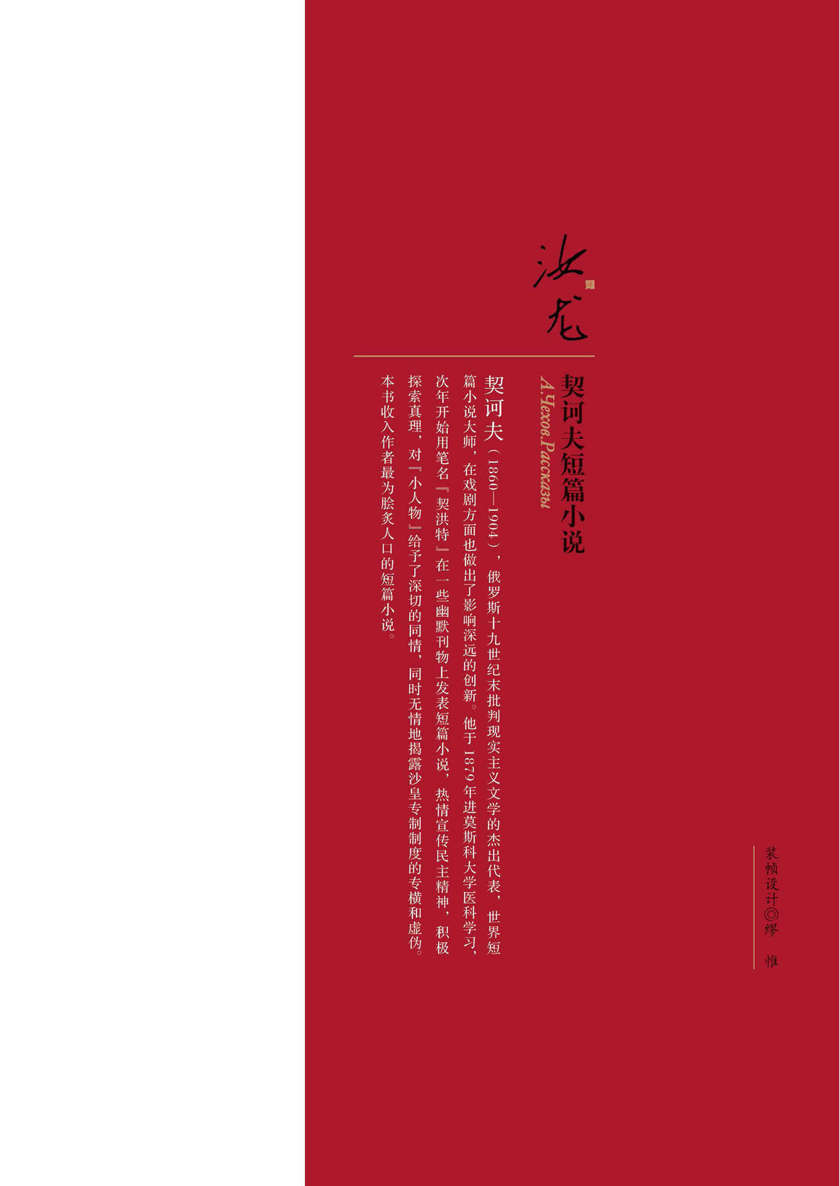 装帧设计◎缪 惟
汝龙
契诃夫短篇小说
А.Чехов.Рассказы
契诃夫（1860—1904），俄罗斯十九世纪末批判现实主义文学的杰出代表，世界短
篇小说大师，在戏剧方面也做出了影响深远的创新。他于1879年进莫斯科大学医科学习，
次年开始用笔名『契洪特』在一些幽默刊物上发表短篇小说，热情宣传民主精神，积极
探索真理，对『小人物』给予了深切的同情，同时无情地揭露沙皇专制制度的专横和虚伪。
本书收入作者最为脍炙人口的短篇小说。